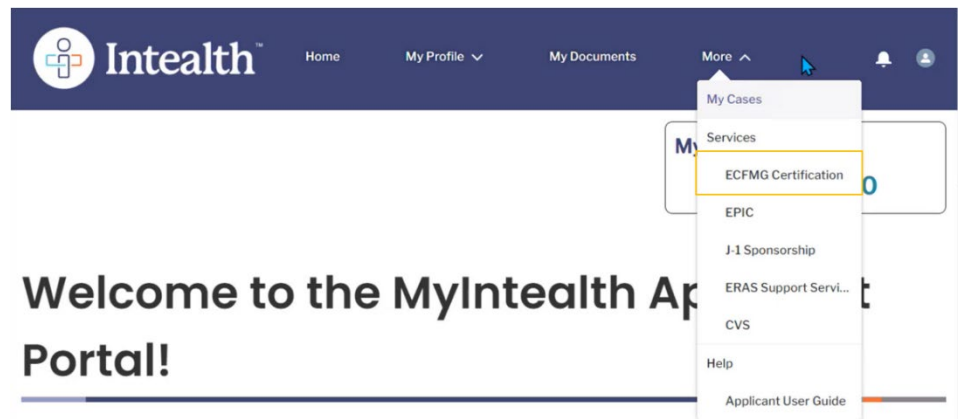 Intealth™
Home My Profile My Documents More
My Cases
Services
ECFMG Certification
EPIC
J-1 Sponsorship
ERAS Support Servi...
CVS
Help
Applicant User Guide
My
0
Welcome to the MyIntealth Ap t
Portal!